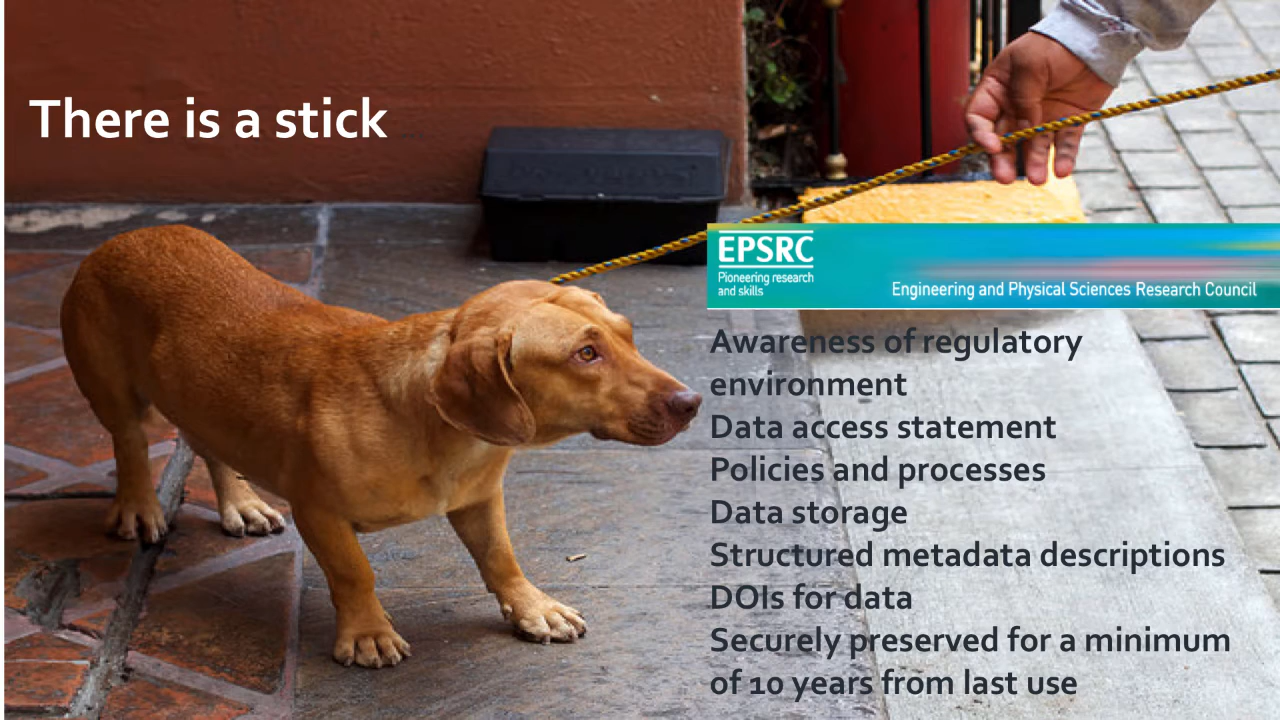 There is a stick
EPSRC
Pioneering research
and skills
Engineering and Physical Sciences Research Council
Awareness of regulatory
environment
Data access statement
Policies and processes
Data storage
Structured metadata descriptions
DOIs for data
Securely preserved for a minimum
of 10 years from last use